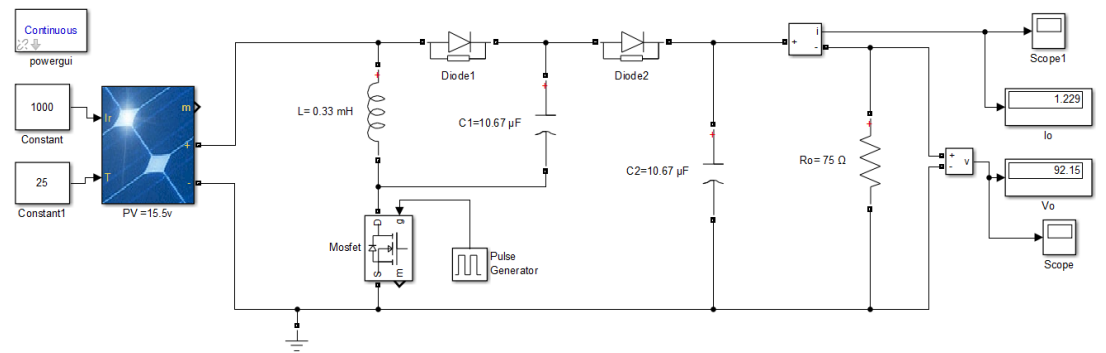 Continuous
powergui
1000
Constant
25
Constant1
Ir
T
m
+
-
PV =15.5v
L= 0.33 mH
+
Diode1
C1=10.67 µF
+
Diode2
C2=10.67 µF
+
Mosfet
D
g
S
m
Pulse
Generator
+
i
-
Scope1
1.229
Io
Ro= 75 Ω
+
+
-
v
92.15
Vo
Scope